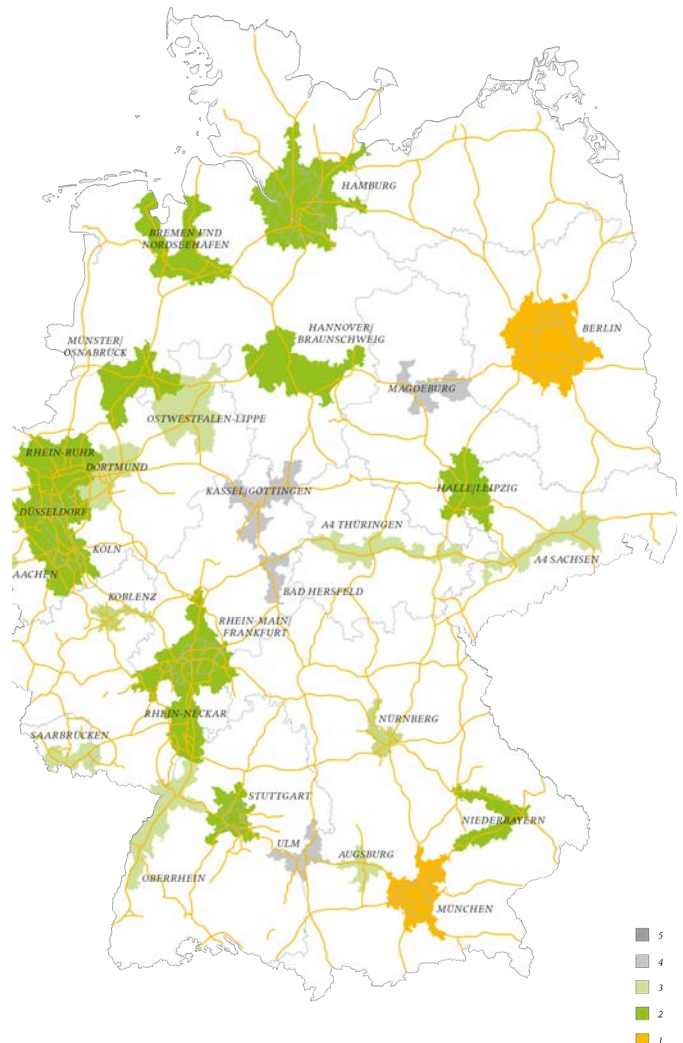 HAMBURG
BREMEN UND
NORDSEEHÄFEN
HANNOVER/
BRAUNSCHWEIG
BERLIN
MÜNSTER/
OSNABRÜCK
MAGDEBURG
OSTWESTFALEN-LIPPE
RHEIN-RUHR
DORTMUND
KASSEL/GÖTTINGEN
HALLE/LEIPZIG
DÜSSELDORF
A4 THÜRINGEN
KÖLN
A4 SACHSEN
AACHEN
BAD HERSFELD
KOBLENZ
RHEIN-MAIN/
FRANKFURT
RHEIN-NECKAR
NÜRNBERG
SAARBRÜCKEN
STUTTGART
NIEDERBAYERN
ULM
AUGSBURG
OBERRHEIN
MÜNCHEN
5
4
3
2
1